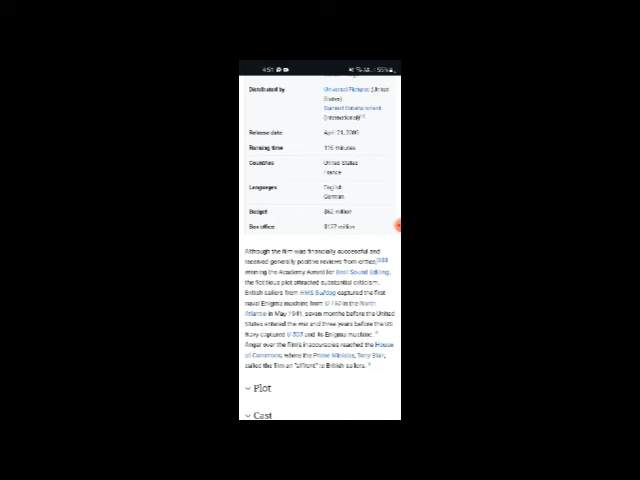 4:51
55%
Distributed by
Universal Pictures (United
States)
Summit Entertainment
(International)
Release date
April 21, 2000
Running time
116 minutes
Countries
United States
France
Languages
English
German
Budget
$62 million
Box office
$127 million
Although the film was financially successful and
received generally positive reviews from critics,
winning the Academy Award for Best Sound Editing,
the fictitious plot attracted substantial criticism.
British sailors from HMS Bulldog captured the first
naval Enigma machine from U-110 in the North
Atlantic in May 1941, seven months before the United
States entered the war and three years before the US
Navy captured U-505 and its Enigma machine.
Anger over the film's inaccuracies reached the House
of Commons, where the Prime Minister, Tony Blair,
called the film an "affront" to British sailors.
Plot
Cast